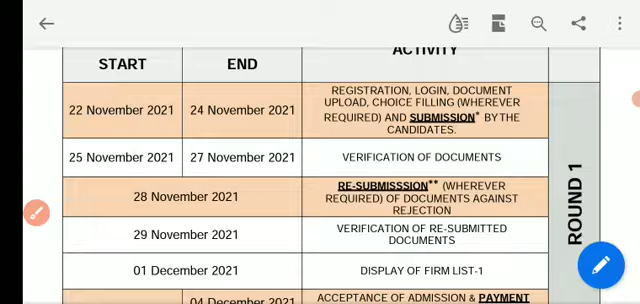 ACTIVITY
START
END
REGISTRATION, LOGIN, DOCUMENT
UPLOAD, CHOICE FILLING (WHEREVER
22 November 2021
24 November 2021
REQUIRED) and SUBMISSION* BY THE
CANDIDATES.
25 November 2021
27 November 2021
VERIFICATION OF DOCUMENTS
RE-SUBMISSSION** (WHEREVER
28 November 2021
REQUIRED) OF DOCUMENTS AGAINST
REJECTION
29 November 2021
VERIFICATION OF RE-SUBMITTED
DOCUMENTS
01 December 2021
DISPLAY OF FIRM LIST-1
04 December 2021
ACCEPTANCE OF ADMISSION & PAYMENT
ROUND 1